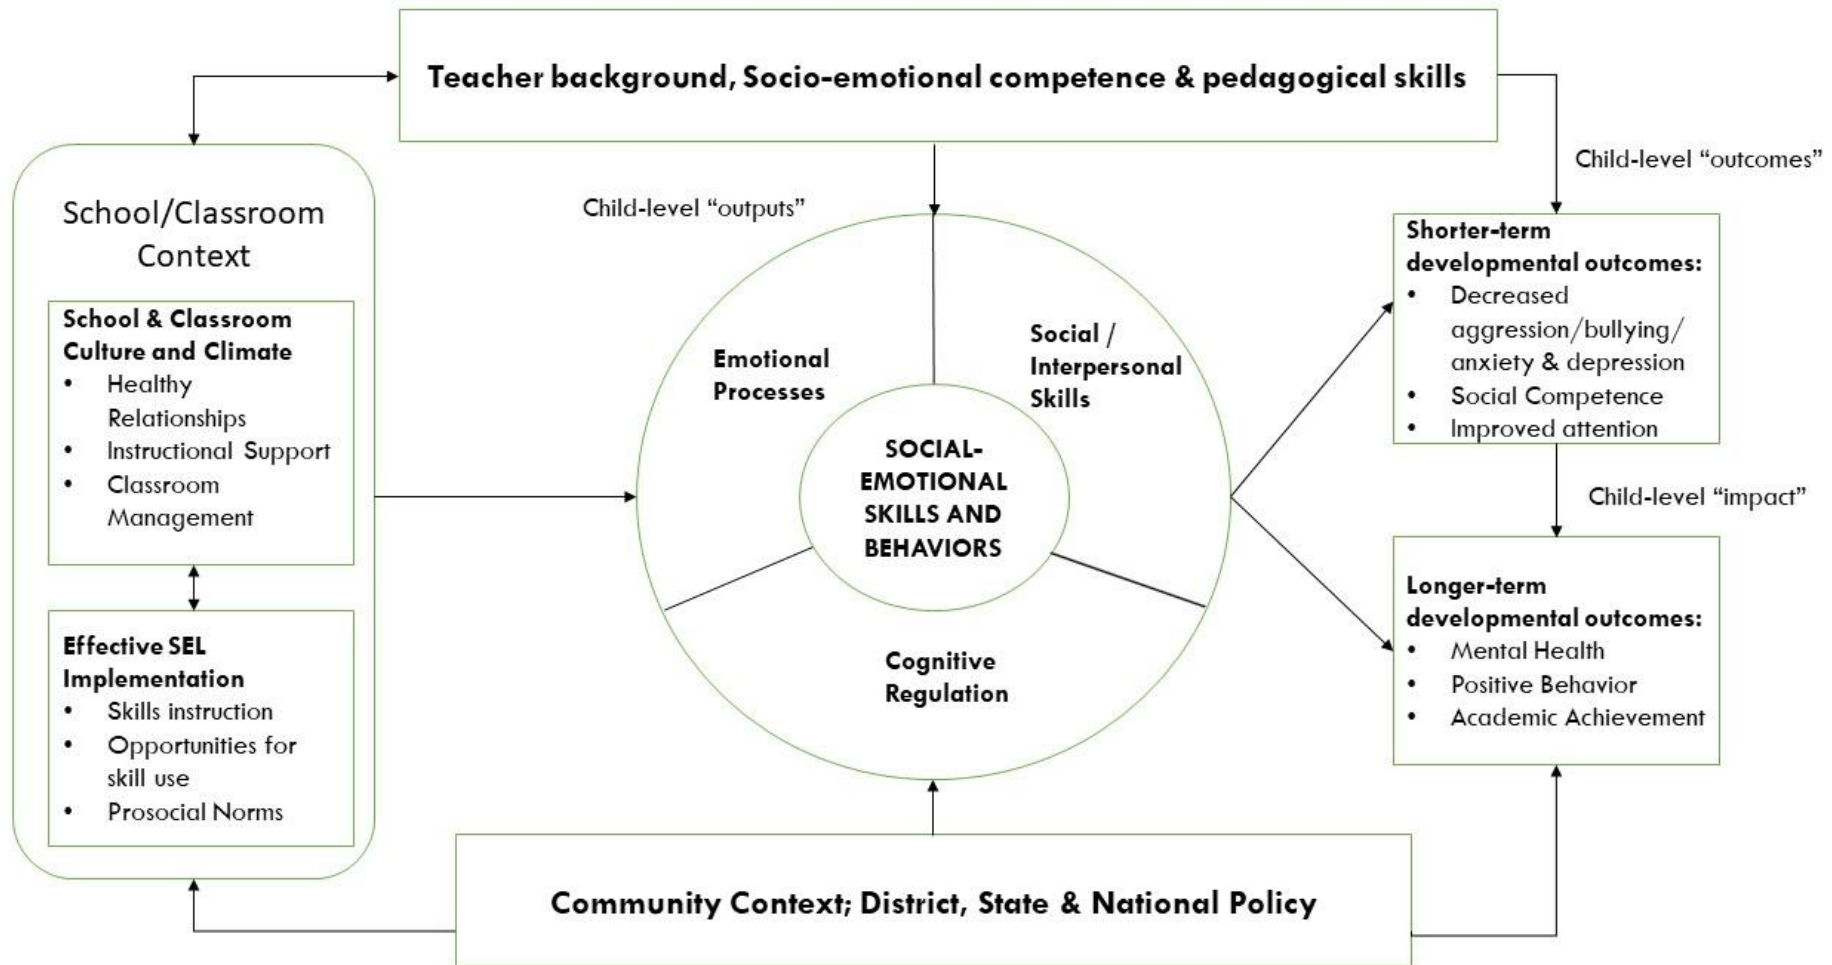 Teacher background, Socio-emotional competence & pedagogical skills
Child-level “outcomes”
Child-level “outputs”
School/Classroom
Context
School & Classroom
Culture and Climate
• Healthy
Relationships
• Instructional Support
• Classroom
Management
Effective SEL
Implementation
• Skills instruction
• Opportunities for
skill use
• Prosocial Norms
Emotional
Processes
Social /
Interpersonal
Skills
SOCIAL-
EMOTIONAL
SKILLS AND
BEHAVIORS
Cognitive
Regulation
Shorter-term
developmental outcomes:
• Decreased
aggression/bullying/
anxiety & depression
• Social Competence
• Improved attention
Child-level “impact”
Longer-term
developmental outcomes:
• Mental Health
• Positive Behavior
• Academic Achievement
Community Context; District, State & National Policy